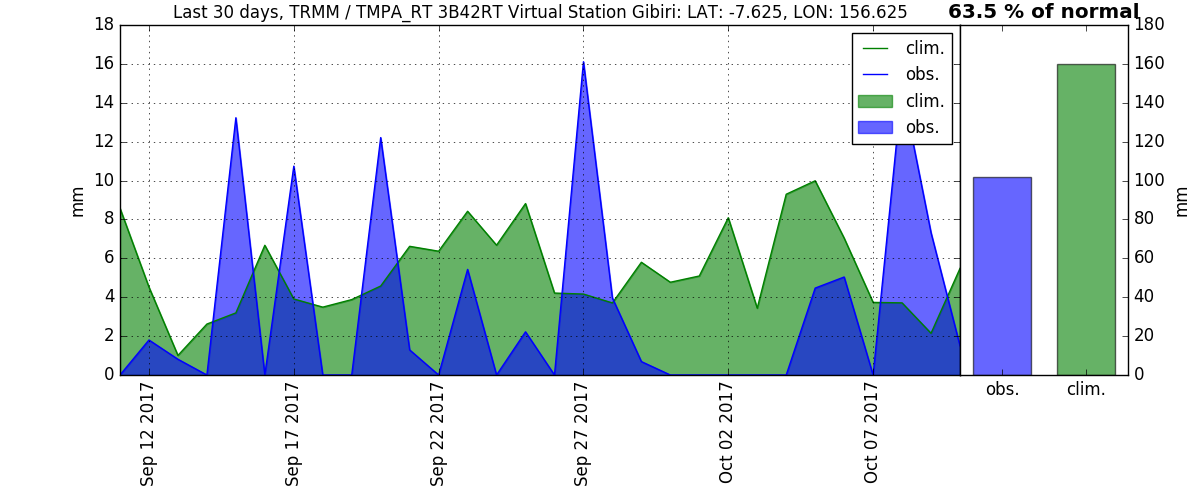 Last 30 days, TRMM / TMPA_RT 3B42RT Virtual Station Gibiri: LAT: -7.625, LON: 156.625
63.5 % of normal
18
16
14
12
10
8
6
4
2
0
mm
clim.
obs.
clim.
obs.
180
160
140
120
100
80
60
40
20
0
mm
Sep 12 2017
Sep 17 2017
Sep 22 2017
Sep 27 2017
Oct 02 2017
Oct 07 2017
obs.
clim.